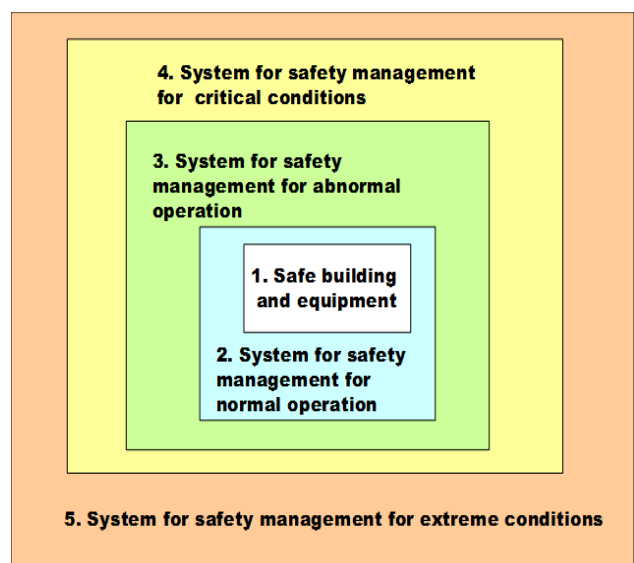 4. System for safety management
for critical conditions
3. System for safety
management for abnormal
operation
1. Safe building
and equipment
2. System for safety
management for
normal operation
5. System for safety management for extreme conditions